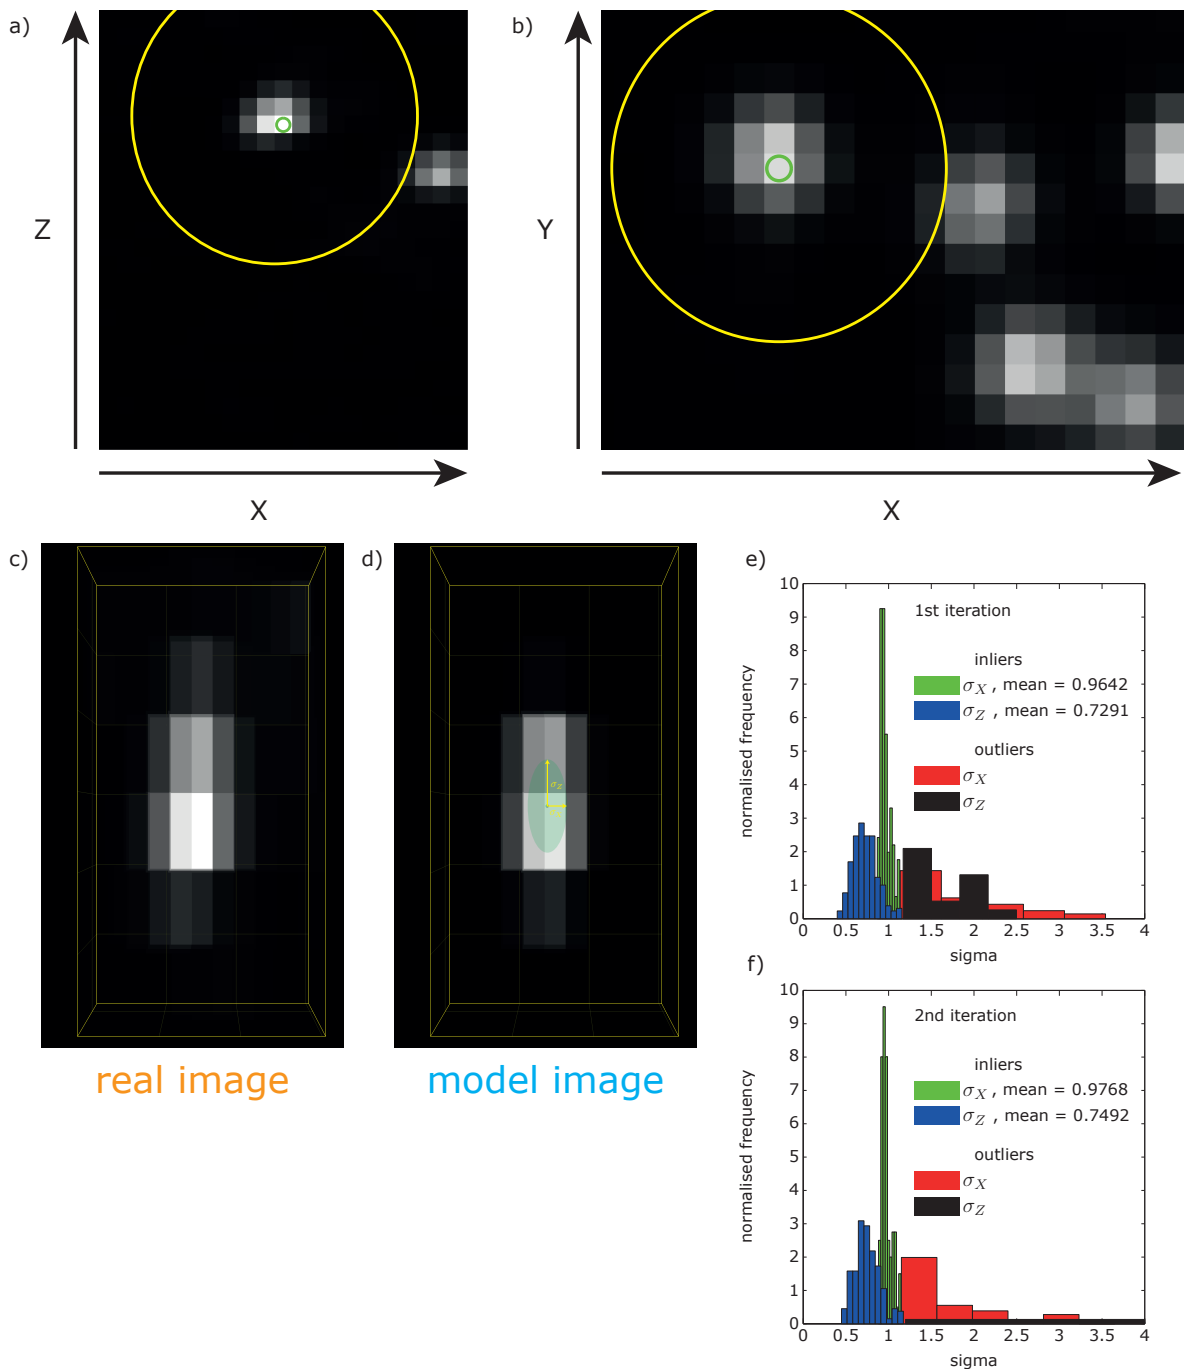 a)
Z
X
b)
Y
X
c)
real image
d)
σZ
model image
e)
normalised frequency
10
9
8
7
6
5
4
3
2
1
0
1st iteration
inliers
σX , mean = 0.9642
σZ , mean = 0.7291
outliers
σX
σZ
0 0.5 1 1.5 2 2.5 3 3.5 4
sigma
f)
normalised frequency
10
9
8
7
6
5
4
3
2
1
0
2nd iteration
inliers
σX , mean = 0.9768
σZ , mean = 0.7492
outliers
σX
σZ
0 0.5 1 1.5 2 2.5 3 3.5 4
sigma